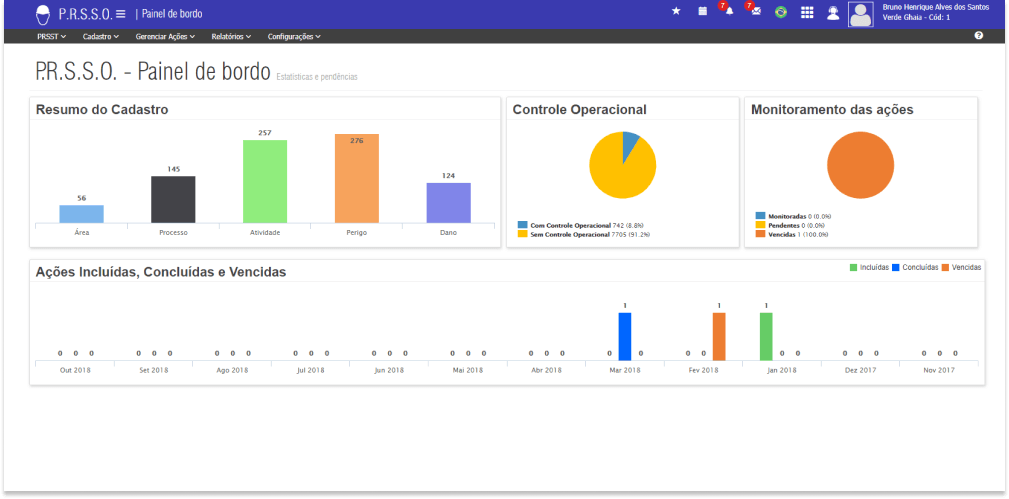 P.R.S.S.O. | Painel de bordo
7 7
Bruno Henrique Alves dos Santos
Verde Ghaia - Cód: 1
PRSST Cadastro Gerenciar Ações Relatórios Configurações ?
P.R.S.S.O. - Painel de bordo Estatísticas e pendências
Resumo do Cadastro
56 145 257 276 124
Área Processo Atividade Perigo Dano
Controle Operacional
Com Controle Operacional 742 (8.8%)
Sem Controle Operacional 7705 (91.2%)
Monitoramento das ações
Monitoradas 0 (0.0%)
Pendentes 0 (0.0%)
Vencidas 1 (100.0%)
Ações Incluídas, Concluídas e Vencidas
Incluídas Concluídas Vencidas
0 0 0 0 0 0 0 0 0 0 0 0 0 0 0 0 0 0 0 0 0 0 1 0 0 0 1 1 0 0 0 0 0 0 0 0
Out 2018 Set 2018 Ago 2018 Jul 2018 Jun 2018 Mai 2018 Abr 2018 Mar 2018 Fev 2018 Jan 2018 Dez 2017 Nov 2017